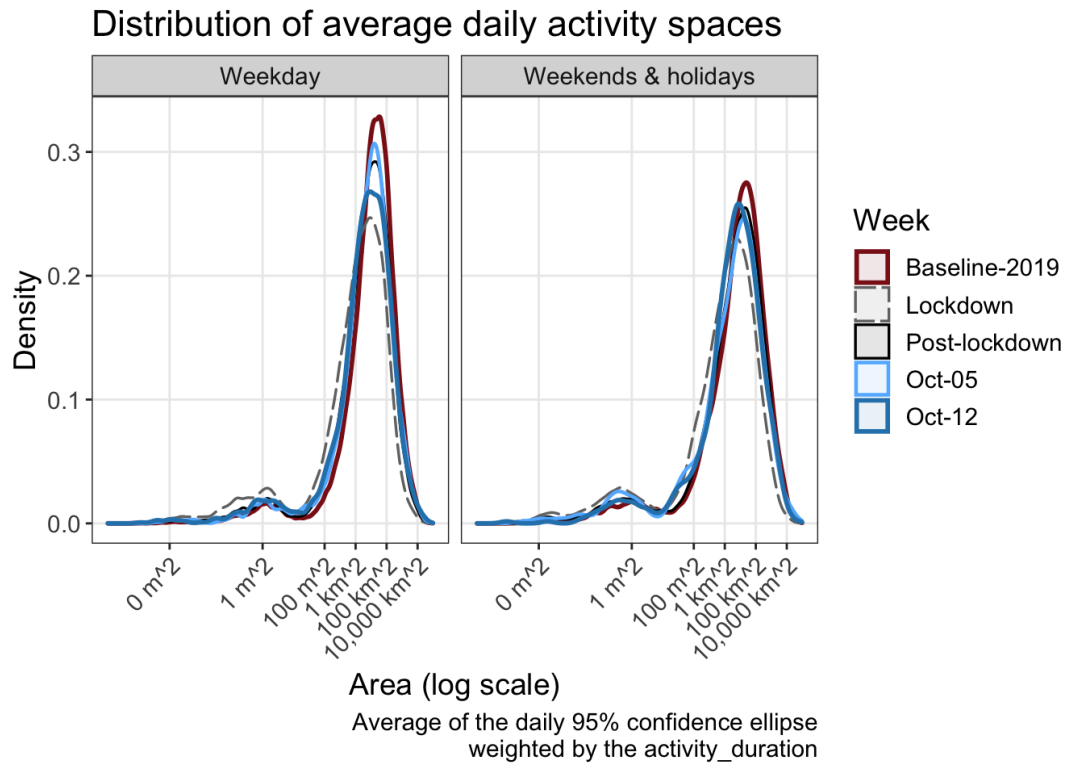 Distribution of average daily activity spaces
Weekday
Weekends & holidays
Density
0.3
0.2
0.1
0.0
0 m^2
1 m^2
100 m^2
1 km^2
100 km^2
10,000 km^2
0 m^2
1 m^2
100 m^2
1 km^2
100 km^2
10,000 km^2
Area (log scale)
Week
Baseline-2019
Lockdown
Post-lockdown
Oct-05
Oct-12
Average of the daily 95% confidence ellipse
weighted by the activity_duration